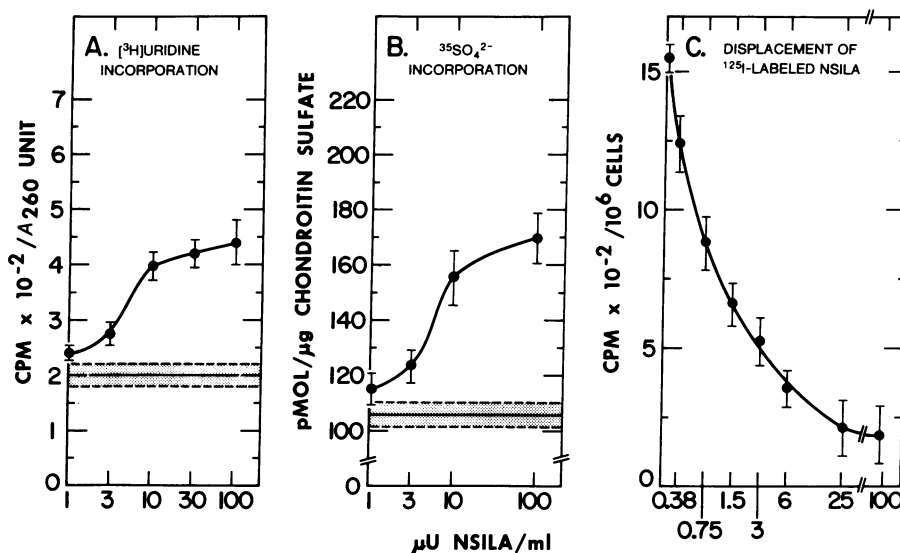 A. [³H]URIDINE
INCORPORATION
CPM x 10⁻²/A260 UNIT
7
6
5
4
3
2
1
0
1 3 10 30 100
B. ³⁵SO₄²⁻
INCORPORATION
pMOL/µg CHONDROITIN SULFATE
220
200
180
160
140
120
100
0
1 3 10 100
µU NSILA/ml
C. DISPLACEMENT OF
¹²⁵I-LABELED NSILA
CPM x 10⁻²/10⁶ CELLS
15
10
5
0
0.38 1.5 6 25 100
0.75 3